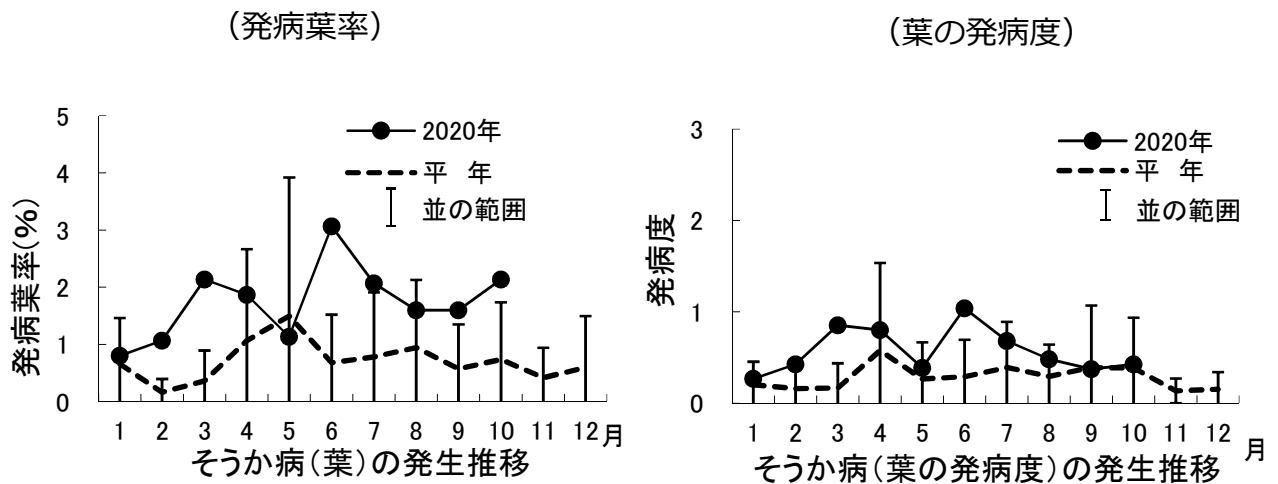 （発病葉率）
5
4
3
2
1
0
発病葉率(%)
2020年
平 年
並の範囲
1 2 3 4 5 6 7 8 9 10 11 12 月
そうか病(葉)の発生推移
（葉の発病度）
3
2
1
0
発病度
2020年
平 年
並の範囲
1 2 3 4 5 6 7 8 9 10 11 12 月
そうか病(葉の発病度)の発生推移